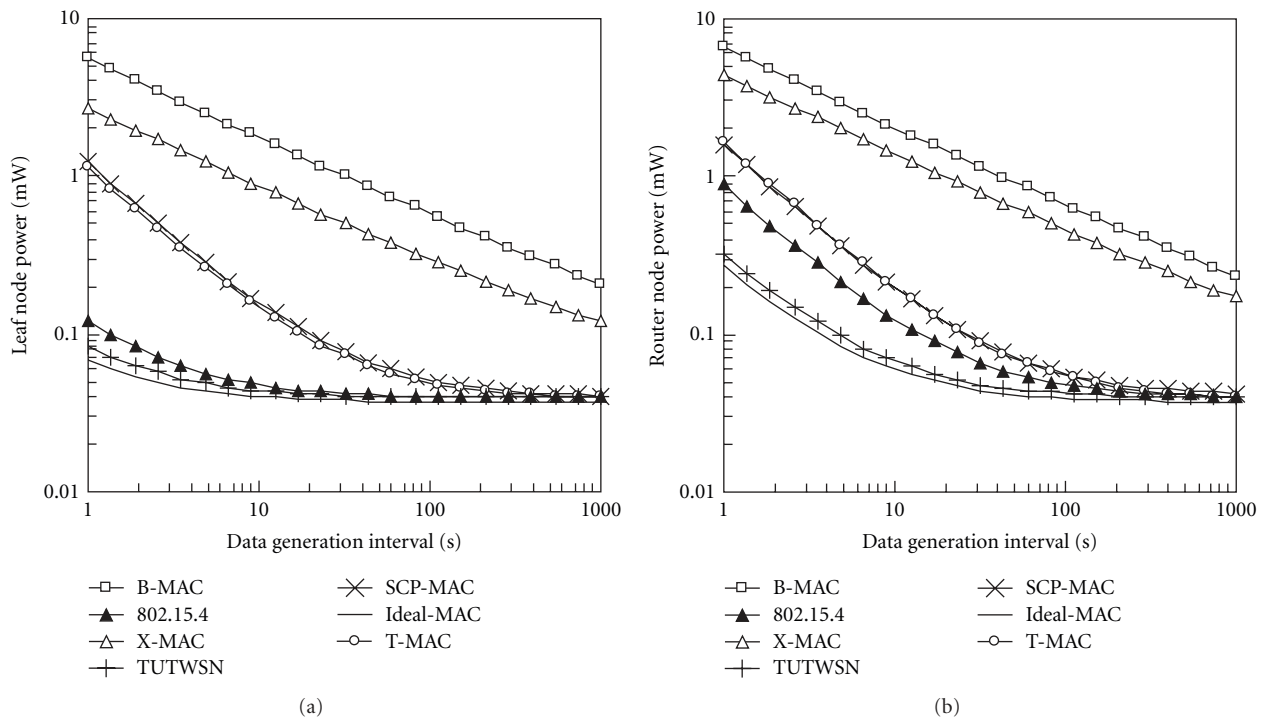 10
1
0.1
0.01
Leaf node power (mW)
1
10
100
1000
Data generation interval (s)
B-MAC
802.15.4
X-MAC
TUTWSN
SCP-MAC
Ideal-MAC
T-MAC
(a)
10
1
0.1
0.01
Router node power (mW)
1
10
100
1000
Data generation interval (s)
B-MAC
802.15.4
X-MAC
TUTWSN
SCP-MAC
Ideal-MAC
T-MAC
(b)